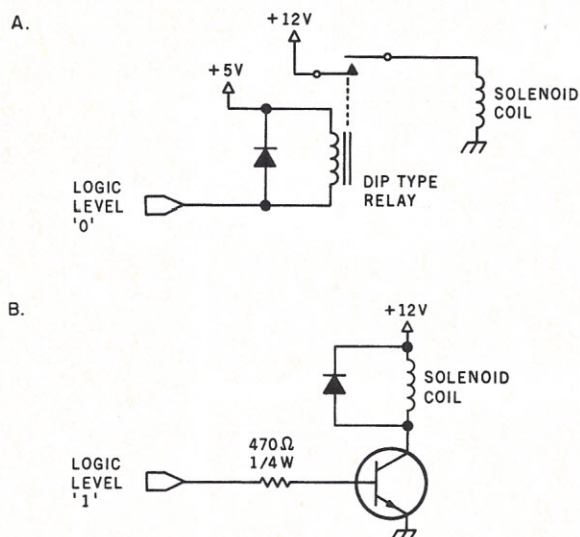 A.
+12V
+5V
SOLENOID
COIL
DIP TYPE
RELAY
LOGIC
LEVEL
'0'
B.
+12V
SOLENOID
COIL
470Ω
1/4W
LOGIC
LEVEL
'1'